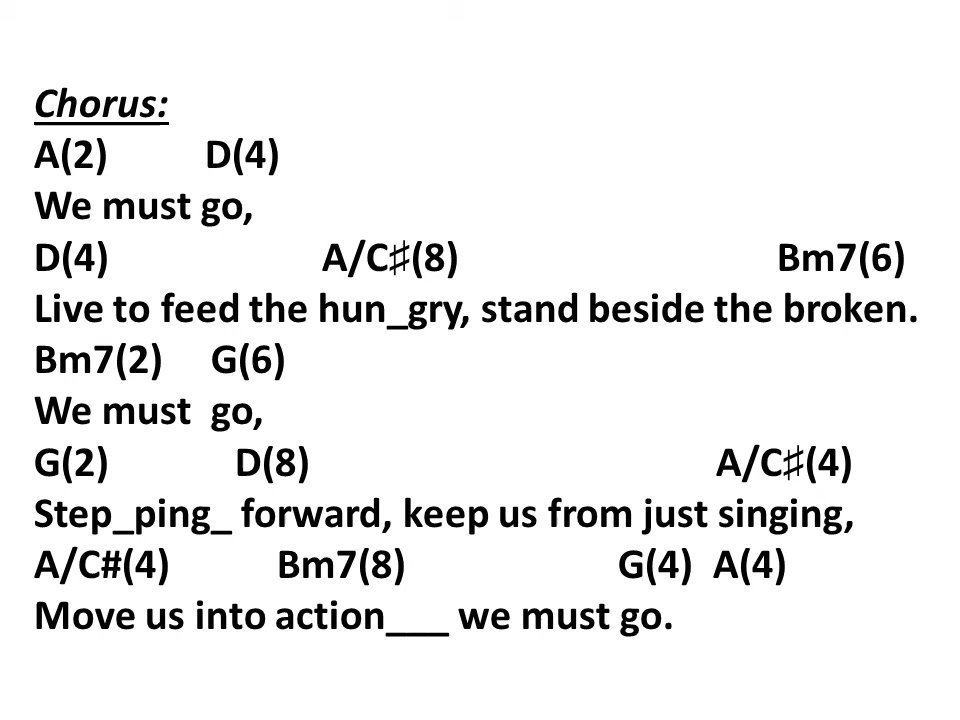 Chorus:
A(2) D(4)
We must go,
D(4) A/C♯(8) Bm7(6)
Live to feed the hun_gry, stand beside the broken.
Bm7(2) G(6)
We must go,
G(2) D(8) A/C♯(4)
Step_ping_ forward, keep us from just singing,
A/C#(4) Bm7(8) G(4) A(4)
Move us into action___ we must go.